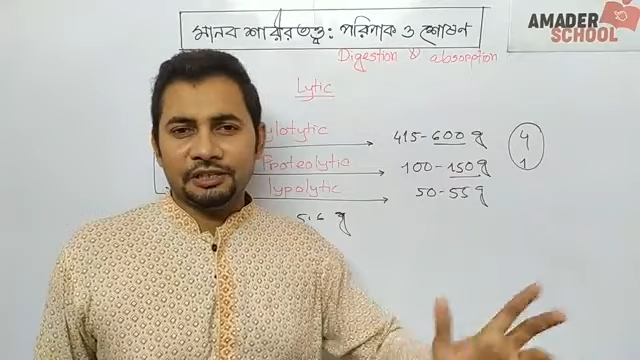 মানব শারীরতত্ত্ব: পরিপাক ও শোষণ
AMADER
SCHOOL
Digestion & absorption
Lytic
ylotytic
415-600 g
4
Proteolytic
100-150 g
1
lypolytic
50-55 g